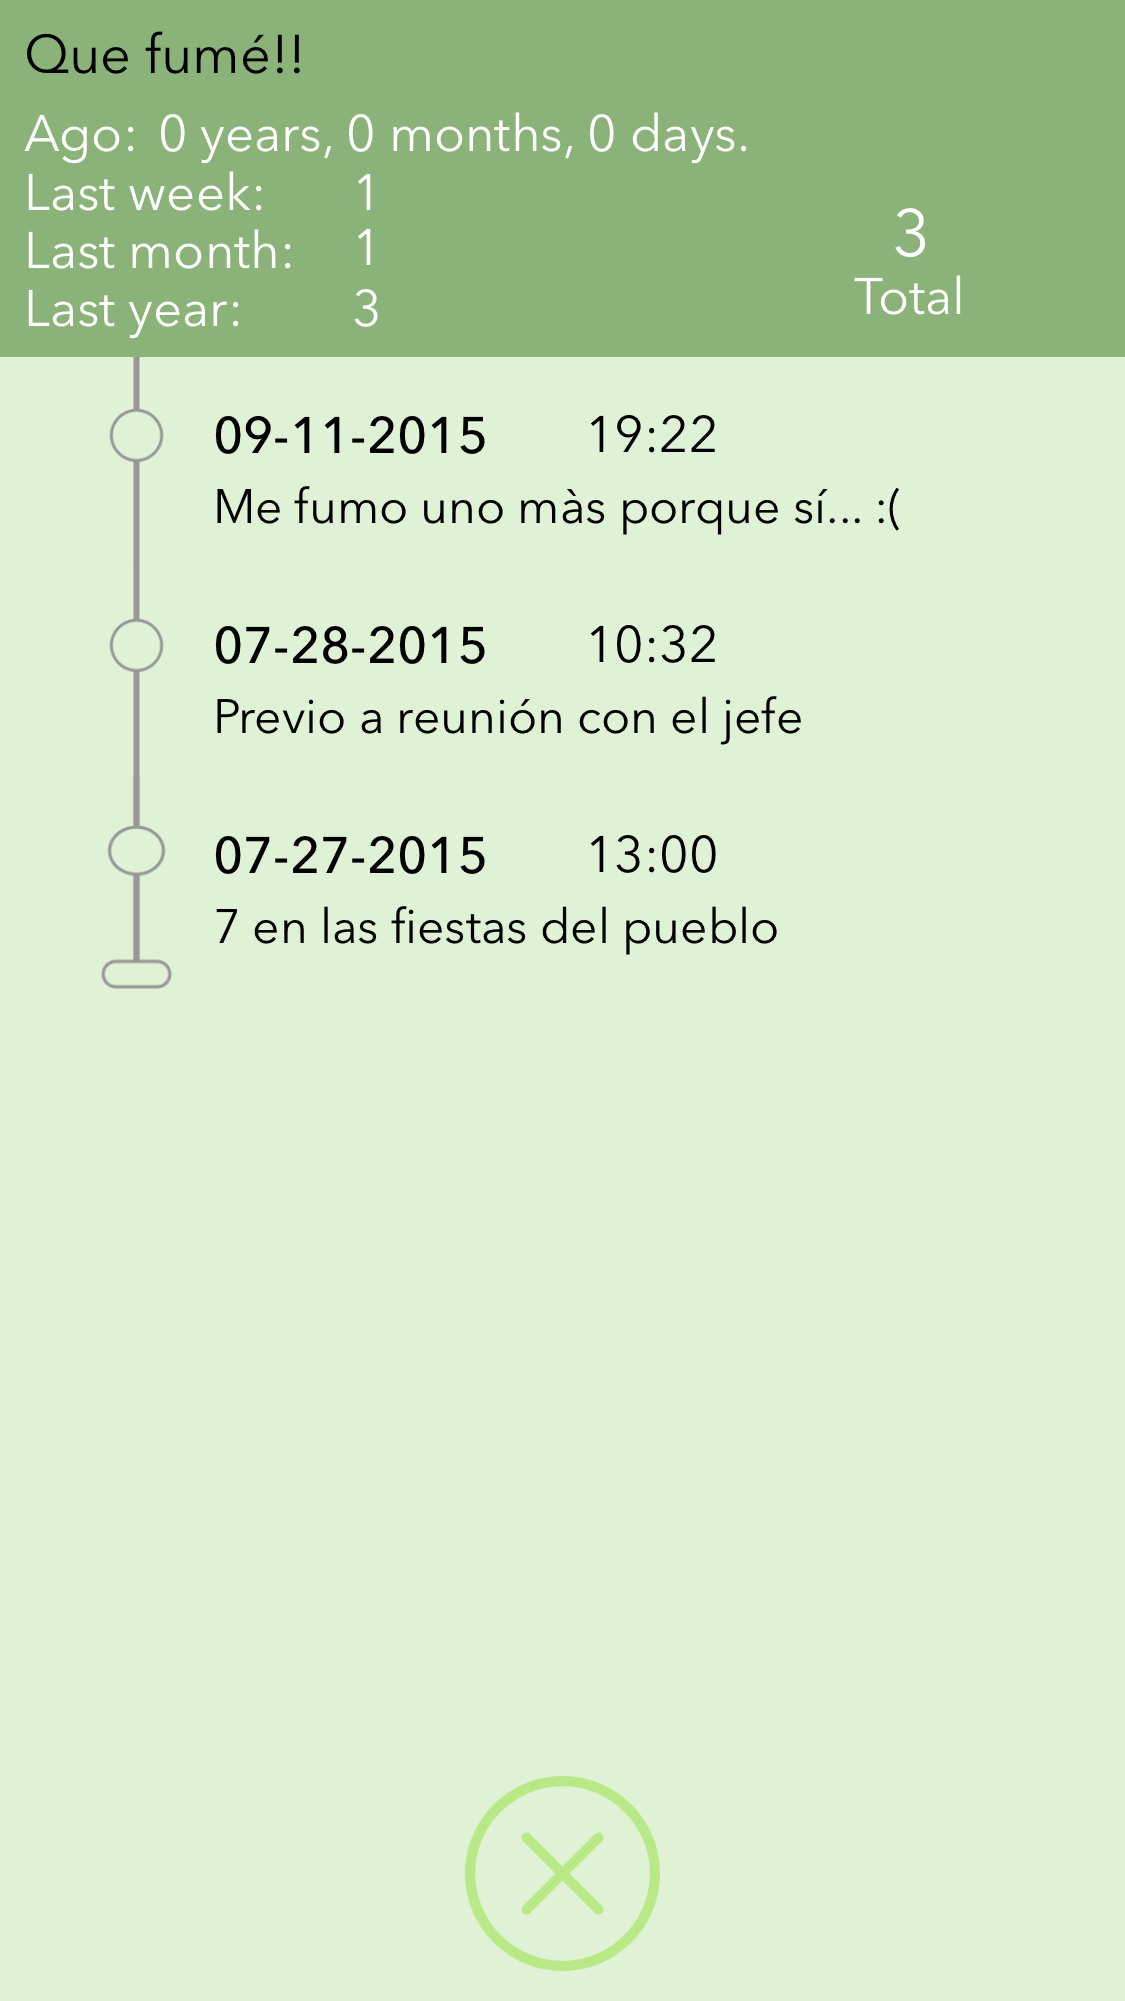 Que fumé!!
Ago: 0 years, 0 months, 0 days.
Last week: 1
Last month: 1
Last year: 3
3
Total
09-11-2015 19:22
Me fumo uno màs porque sí... :(
07-28-2015 10:32
Previo a reunión con el jefe
07-27-2015 13:00
7 en las fiestas del pueblo